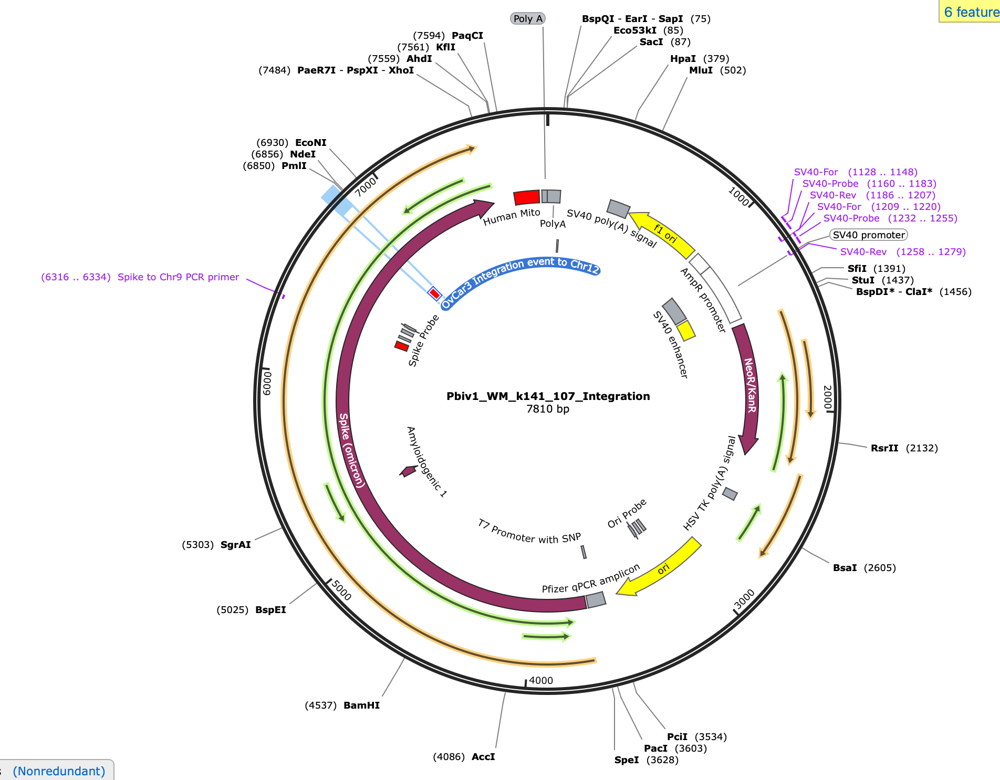 6 feature
Poly A
BspQI - EarI - SapI (75)
Eco53kI (85)
SacI (87)
HpaI (379)
MluI (502)
(7594) PaqCI
(7561) KflI
(7559) AhdI
(7484) PaeR7I - PspXI - XhoI
(6930) EcoNI
(6856) NdeI
(6850) PmlI
7000
1000
SV40-For (1128 .. 1148)
SV40-Probe (1160 .. 1183)
SV40-Rev (1186 .. 1207)
SV40-For (1209 .. 1220)
SV40-Probe (1232 .. 1255)
SV40 promoter
SV40-Rev (1258 .. 1279)
SfiI (1391)
StuI (1437)
BspDI* - ClaI* (1456)
Human Mito
PolyA
SV40 poly(A) signal
f1 ori
AmpR promoter
OvCar3 Integration event to Chr12
(6316 .. 6334) Spike to Chr9 PCR primer
Spike Probe
SV40 enhancer
NeoR/KanR
6000
2000
Pbiv1_WM_k141_107_Integration
7810 bp
Spike (omicron)
Amyloidogenic 1
HSV TK poly(A) signal
RsrII (2132)
T7 Promoter with SNP
Ori Probe
ori
Pfizer qPCR amplicon
(5303) SgrAI
BsaI (2605)
5000
3000
(5025) BspEI
4000
(4537) BamHI
(4086) AccI
PciI (3534)
PacI (3603)
SpeI (3628)
s (Nonredundant)